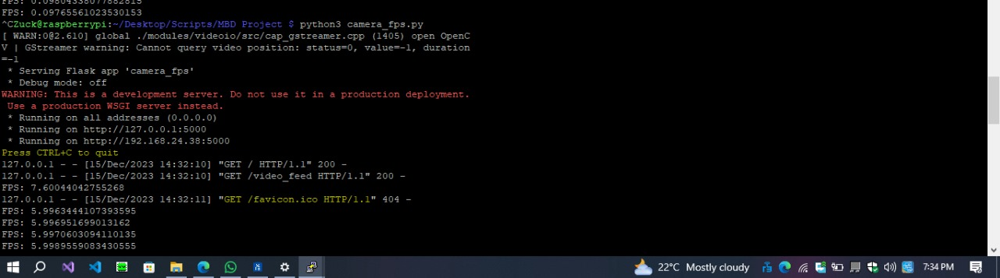 FPS: 0.09804338077882815
FPS: 0.09765561023530153
^CZuck@raspberrypi:~/Desktop/Scripts/MBD Project $ python3 camera_fps.py
[ WARN:0@2.610] global ./modules/videoio/src/cap_gstreamer.cpp (1405) open OpenC
V | GStreamer warning: Cannot query video position: status=0, value=-1, duration
=-1
* Serving Flask app 'camera_fps'
* Debug mode: off
WARNING: This is a development server. Do not use it in a production deployment.
Use a production WSGI server instead.
* Running on all addresses (0.0.0.0)
* Running on http://127.0.0.1:5000
* Running on http://192.168.24.38:5000
Press CTRL+C to quit
127.0.0.1 - - [15/Dec/2023 14:32:10] "GET / HTTP/1.1" 200 -
127.0.0.1 - - [15/Dec/2023 14:32:10] "GET /video_feed HTTP/1.1" 200 -
FPS: 7.60044042755268
127.0.0.1 - - [15/Dec/2023 14:32:11] "GET /favicon.ico HTTP/1.1" 404 -
FPS: 5.9963444107393595
FPS: 5.996951699013162
FPS: 5.9970603094110135
FPS: 5.9889559083430555
22°C Mostly cloudy
7:34 PM